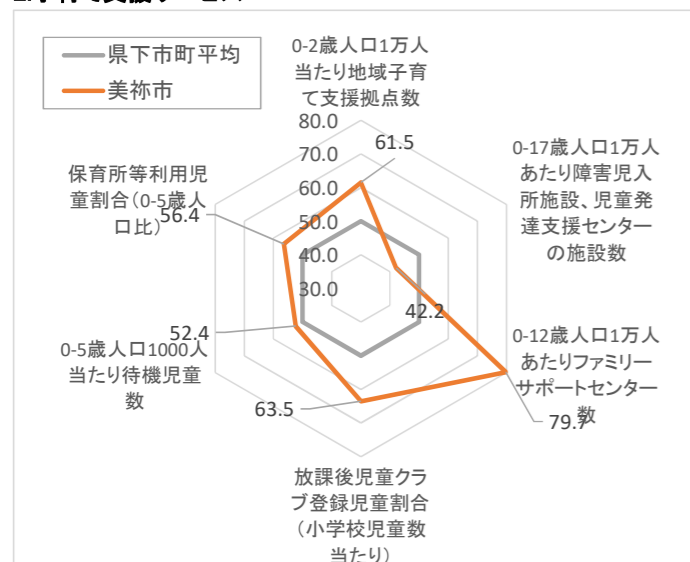 県下市町平均
美祢市
0-2歳人口1万人
当たり地域子育
て支援拠点数
80.0
70.0
60.0
50.0
40.0
30.0
61.5
0-17歳人口1万人
あたり障害児入
所施設、児童発
達支援センター
の施設数
42.2
0-12歳人口1万人
あたりファミリー
サポートセンター
数
79.7
放課後児童クラ
ブ登録児童割合
(小学校児童数
当たり)
63.5
0-5歳人口1000人
当たり待機児童
数
52.4
保育所等利用児
童割合(0-5歳人
口比)
56.4